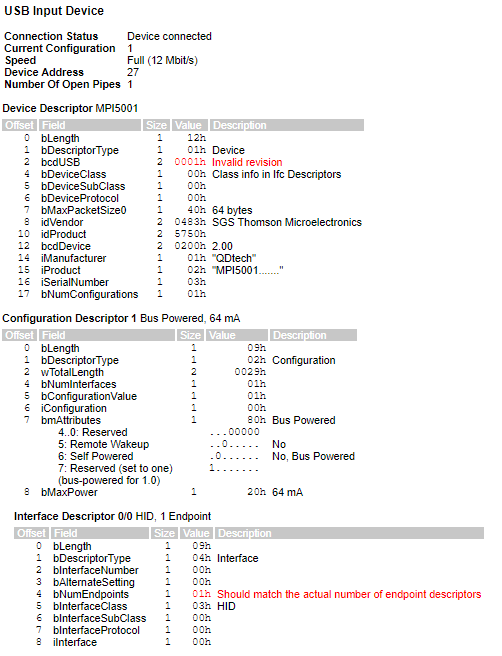 USB Input Device
Connection Status Device connected
Current Configuration 1
Speed Full (12 Mbit/s)
Device Address 27
Number Of Open Pipes 1
Device Descriptor MPI5001
Offset Field Size Value Description
0 bLength 1 12h
1 bDescriptorType 1 01h Device
2 bcdUSB 2 0001h Invalid revision
4 bDeviceClass 1 00h Class info in Ifc Descriptors
5 bDeviceSubClass 1 00h
6 bDeviceProtocol 1 00h
7 bMaxPacketSize0 1 40h 64 bytes
8 idVendor 2 0483h SGS Thomson Microelectronics
10 idProduct 2 5750h
12 bcdDevice 2 0200h 2.00
14 iManufacturer 1 01h "QDtech"
15 iProduct 1 02h "MPI5001......."
16 iSerialNumber 1 03h
17 bNumConfigurations 1 01h
Configuration Descriptor 1 Bus Powered, 64 mA
Offset Field Size Value Description
0 bLength 1 09h
1 bDescriptorType 1 02h Configuration
2 wTotalLength 2 0029h
4 bNumInterfaces 1 01h
5 bConfigurationValue 1 01h
6 iConfiguration 1 00h
7 bmAttributes 1 80h Bus Powered
4..0: Reserved ...00000
5: Remote Wakeup ..0..... No
6: Self Powered .0...... No, Bus Powered
7: Reserved (set to one) 1.......
(bus-powered for 1.0)
8 bMaxPower 1 20h 64 mA
Interface Descriptor 0/0 HID, 1 Endpoint
Offset Field Size Value Description
0 bLength 1 09h
1 bDescriptorType 1 04h Interface
2 bInterfaceNumber 1 00h
3 bAlternateSetting 1 00h
4 bNumEndpoints 1 01h Should match the actual number of endpoint descriptors
5 bInterfaceClass 1 03h HID
6 bInterfaceSubClass 1 00h
7 bInterfaceProtocol 1 00h
8 iInterface 1 00h